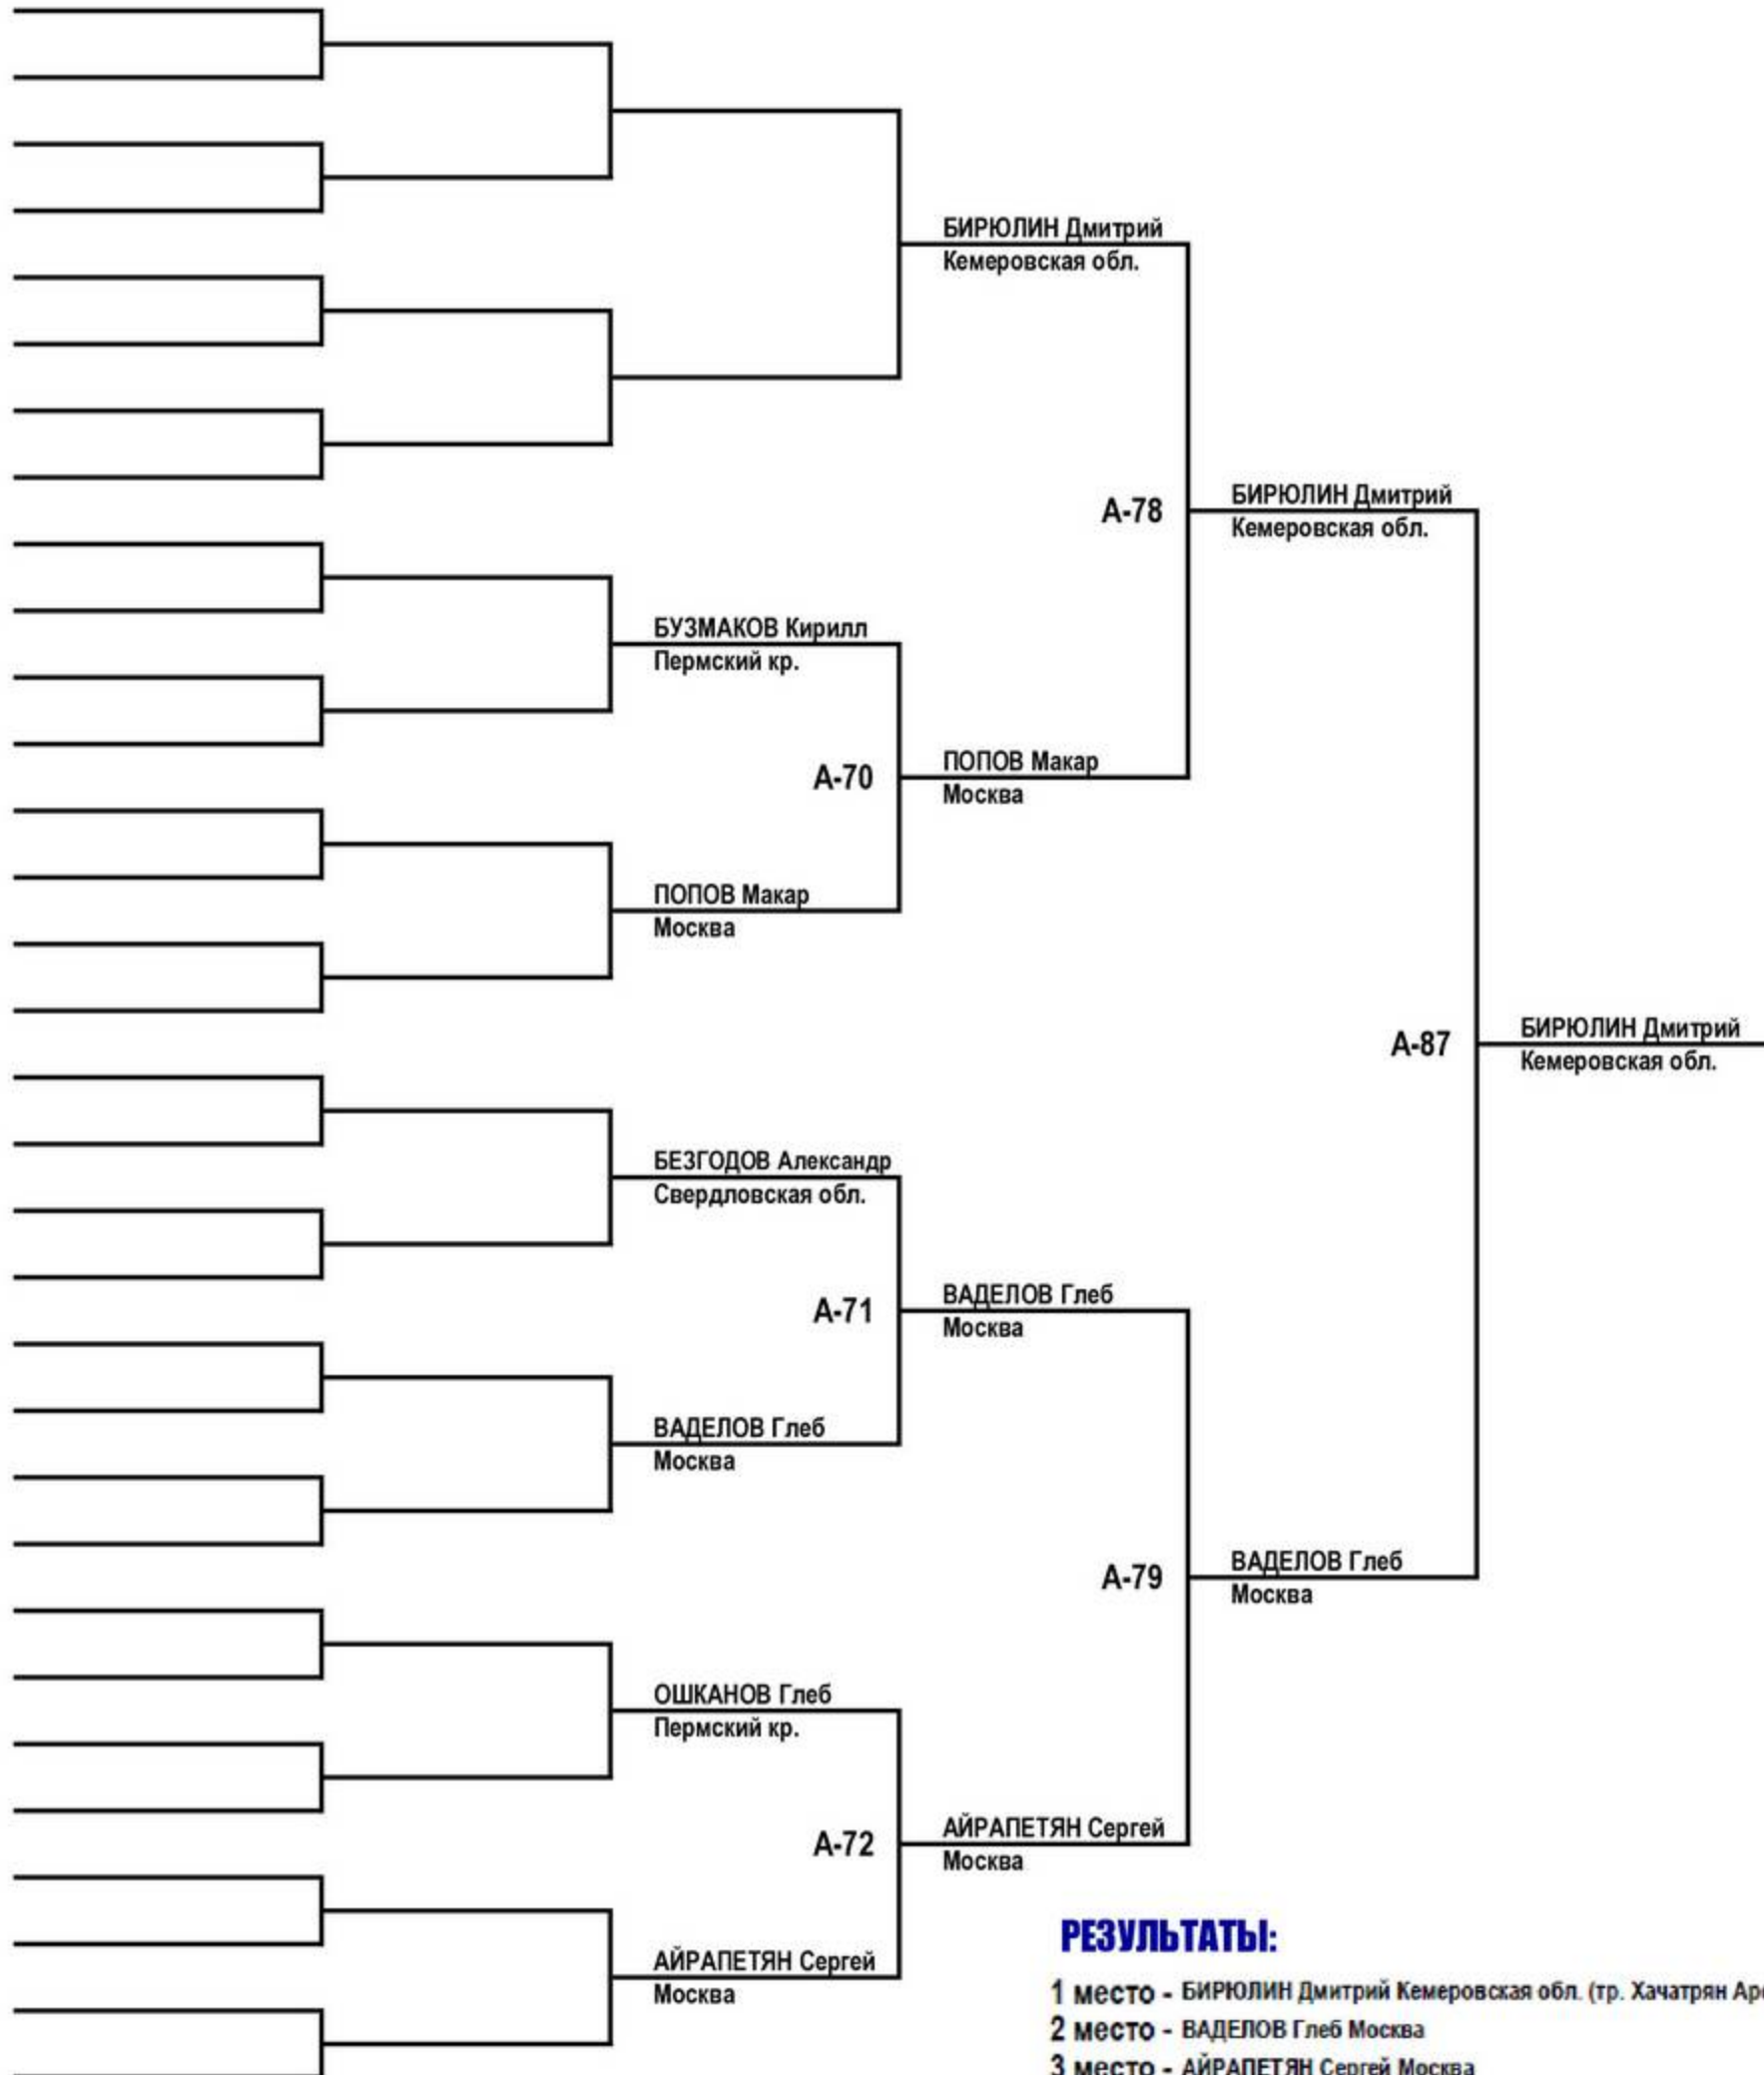 БИРЮЛИН Дмитрий
Кемеровская обл.
А-78
БИРЮЛИН Дмитрий
Кемеровская обл.
БУЗМАКОВ Кирилл
Пермский кр.
А-70
ПОПОВ Макар
Москва
ПОПОВ Макар
Москва
А-87
БИРЮЛИН Дмитрий
Кемеровская обл.
БЕЗГОДОВ Александр
Свердловская обл.
А-71
ВАДЕЛОВ Глеб
Москва
ВАДЕЛОВ Глеб
Москва
А-79
ВАДЕЛОВ Глеб
Москва
ОШКАНОВ Глеб
Пермский кр.
А-72
АЙРАПЕТЯН Сергей
Москва
АЙРАПЕТЯН Сергей
Москва
РЕЗУЛЬТАТЫ:
1 место - БИРЮЛИН Дмитрий Кемеровская обл. (тр. Хачатрян
2 место - ВАДЕЛОВ Глеб Москва
3 место - АЙРАПЕТЯН Сергей Москва